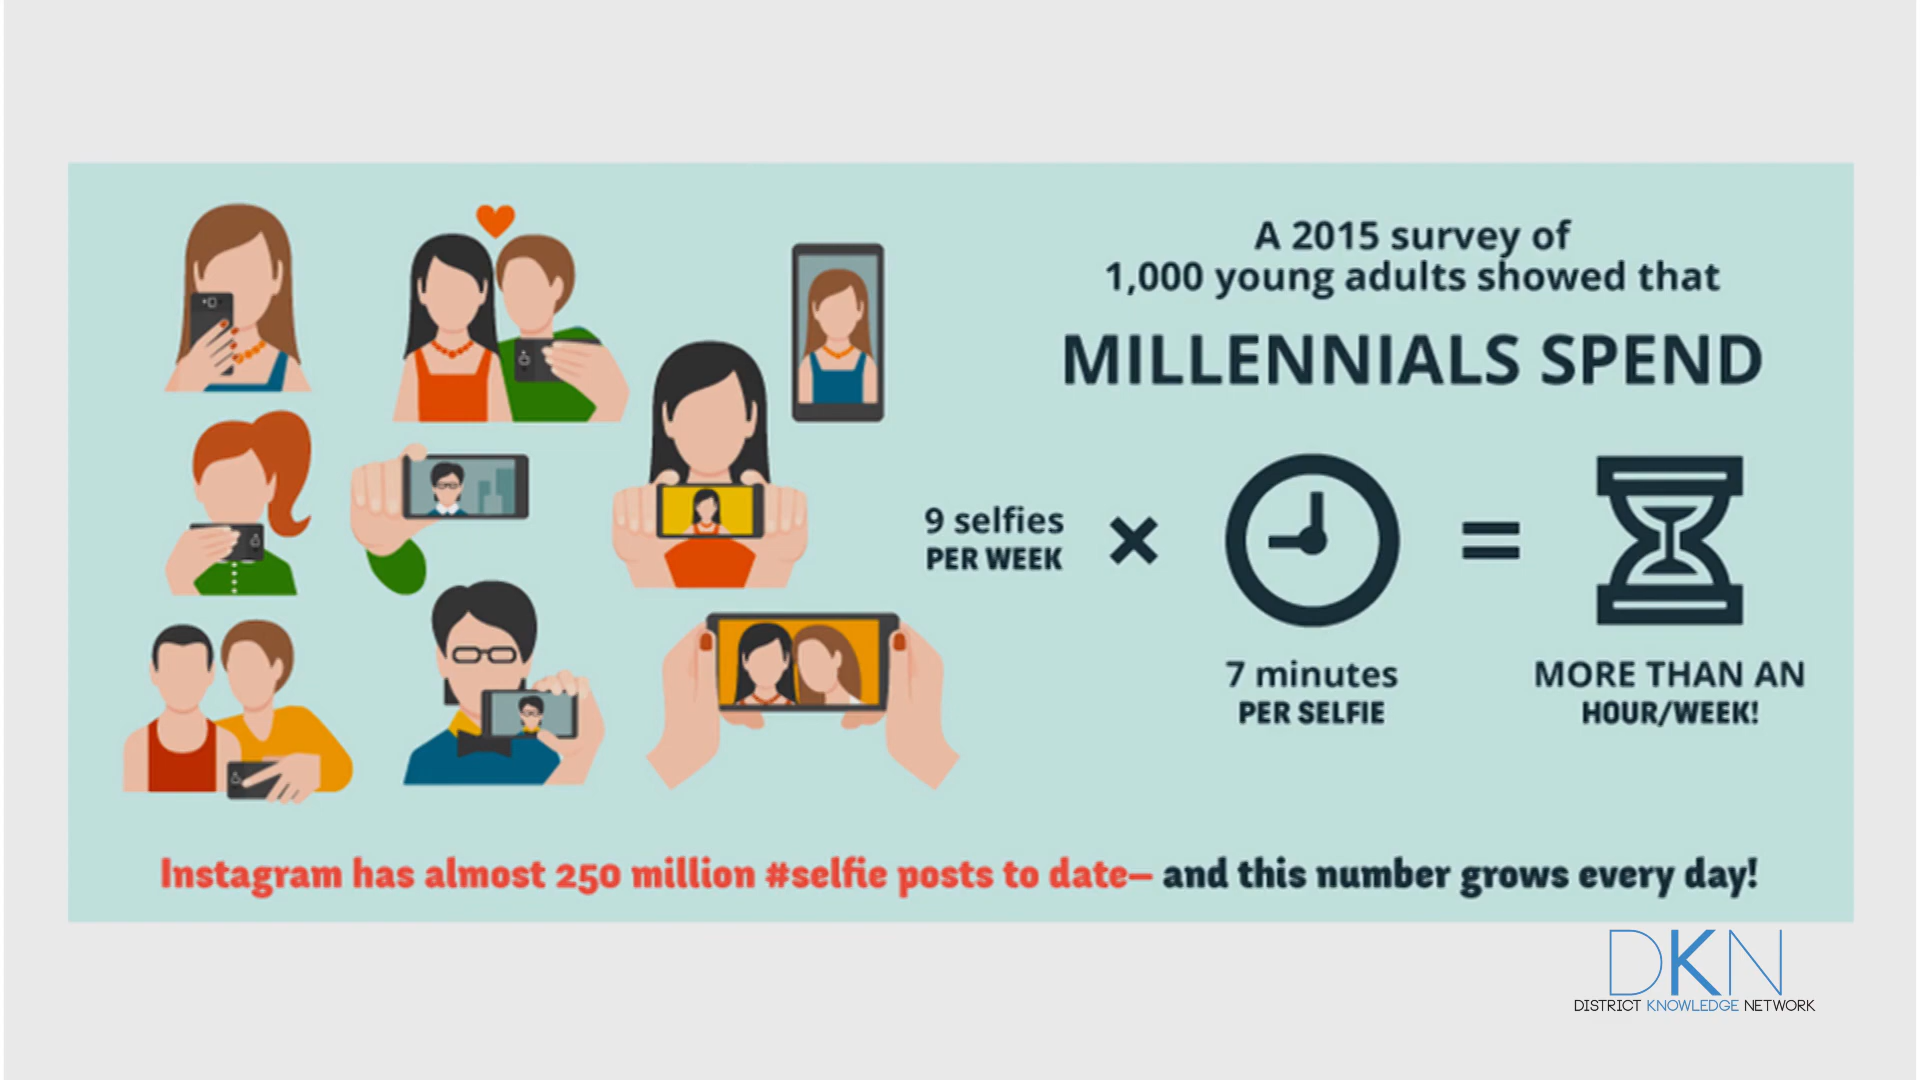 A 2015 survey of
1,000 young adults showed that
MILLENNIALS SPEND
9 selfies
PER WEEK
×
7 minutes
PER SELFIE
=
MORE THAN AN
HOUR/WEEK!
Instagram has almost 250 million #selfie posts to date– and this number grows every day!
DKN
DISTRICT KNOWLEDGE NETWORK